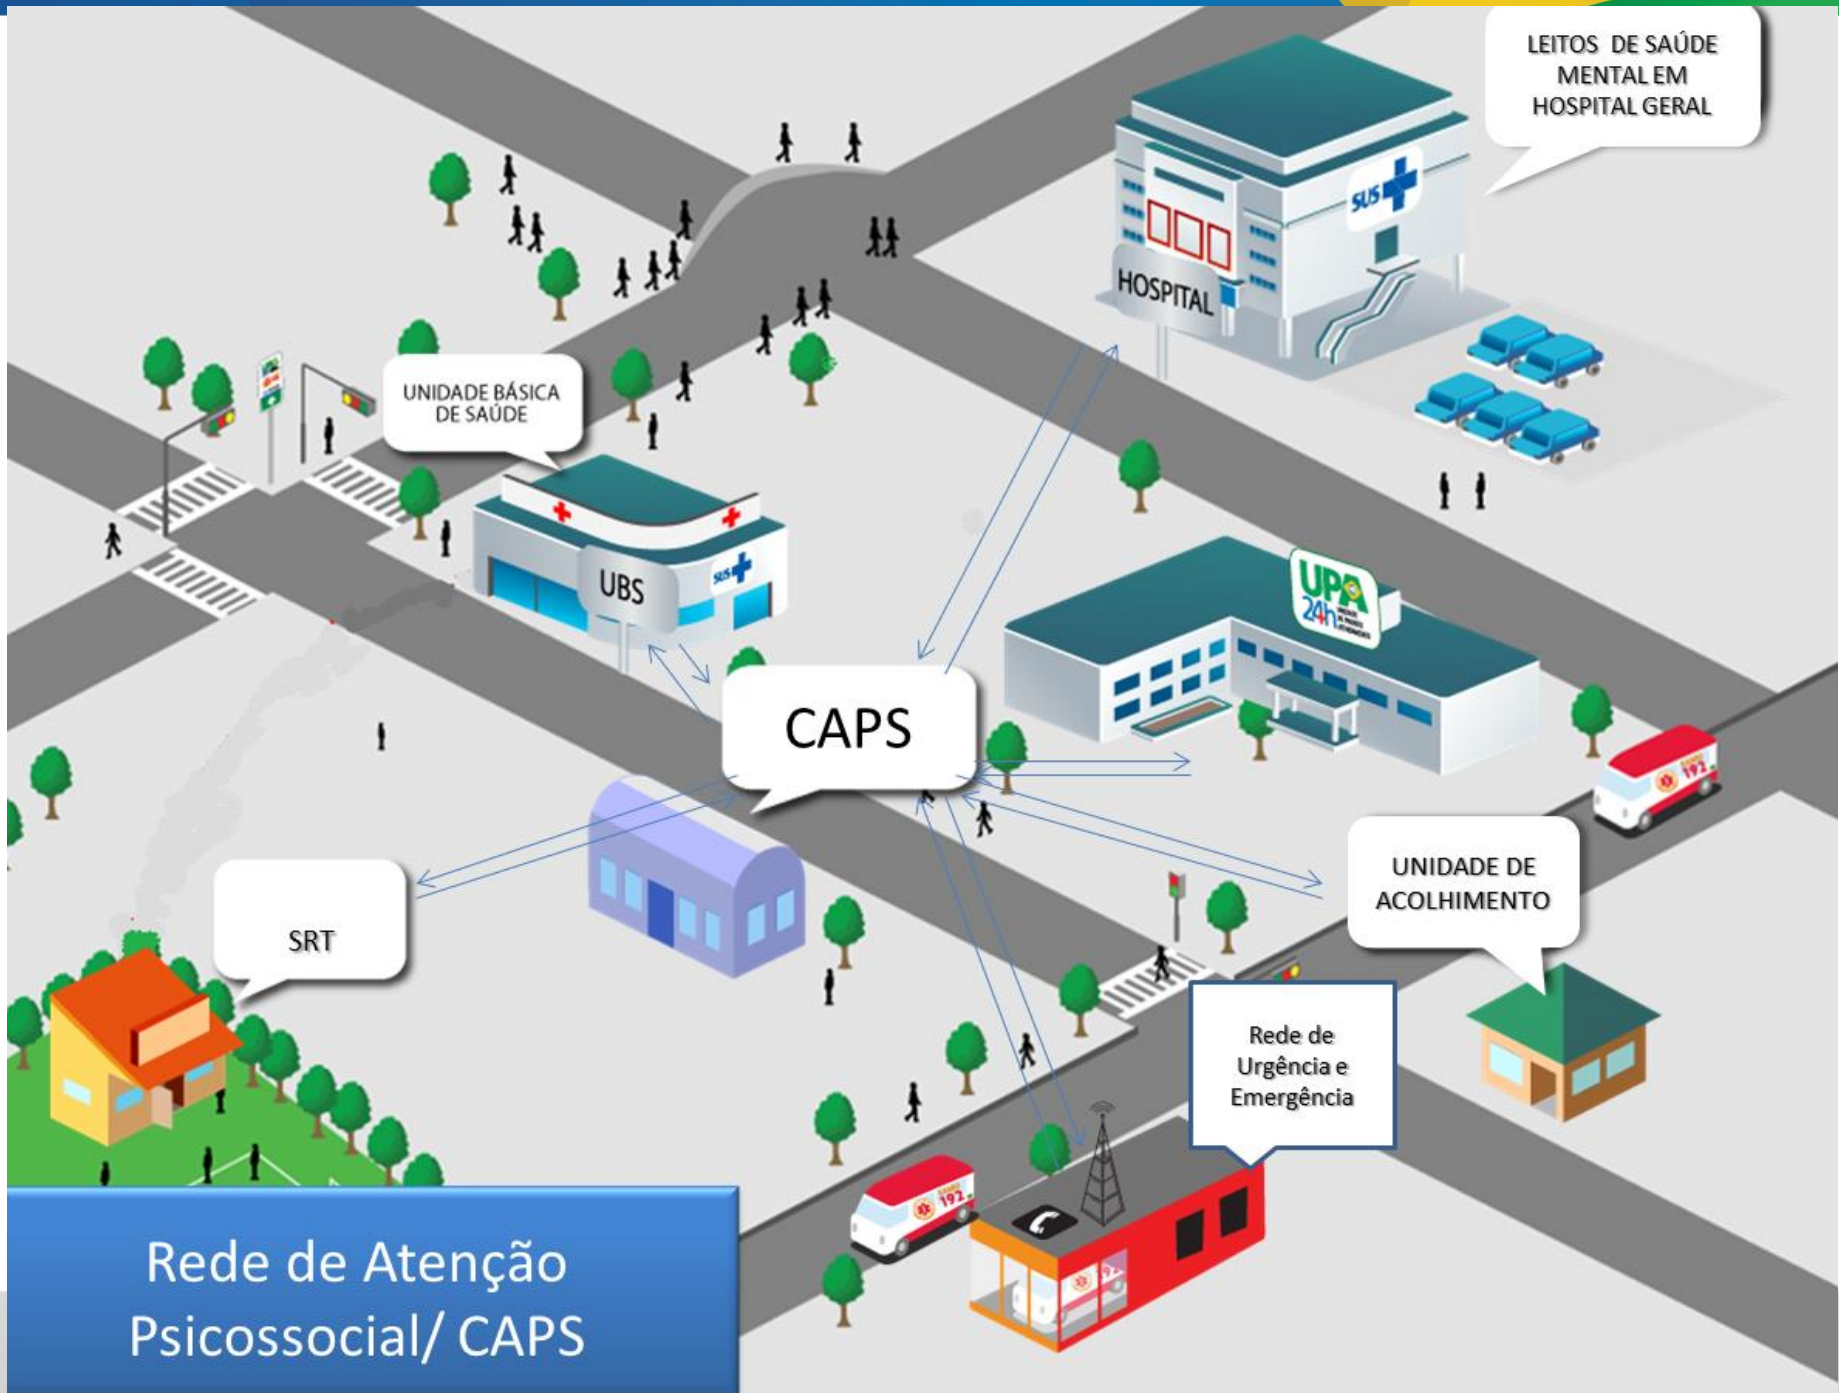 LEITOS DE SAÚDE
MENTAL EM
HOSPITAL GERAL
SUS
HOSPITAL
UNIDADE BÁSICA
DE SAÚDE
UBS
SUS
UPA
24h
CAPS
192
UNIDADE DE
ACOLHIMENTO
SRT
Rede de
Urgência e
Emergência
192
192
Rede de Atenção
Psicossocial/ CAPS